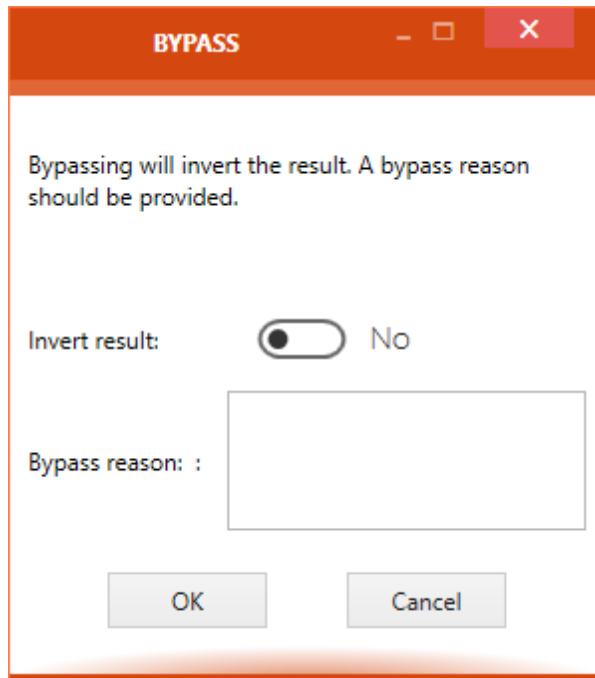 BYPASS
Bypassing will invert the result. A bypass reason
should be provided.
Invert result: No
Bypass reason: :
OK Cancel